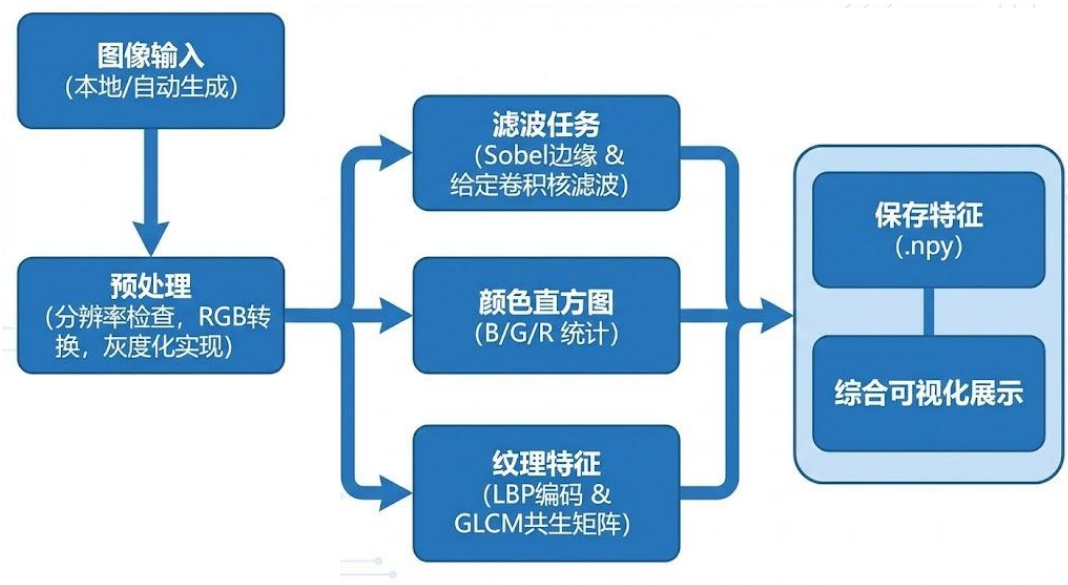 图像输入
(本地/自动生成)
预处理
(分辨率检查，RGB转
换，灰度化实现)
滤波任务
(Sobel边缘 &
给定卷积核滤波)
颜色直方图
(B/G/R 统计)
纹理特征
(LBP编码 &
GLCM共生矩阵)
保存特征
(.npy)
综合可视化展示